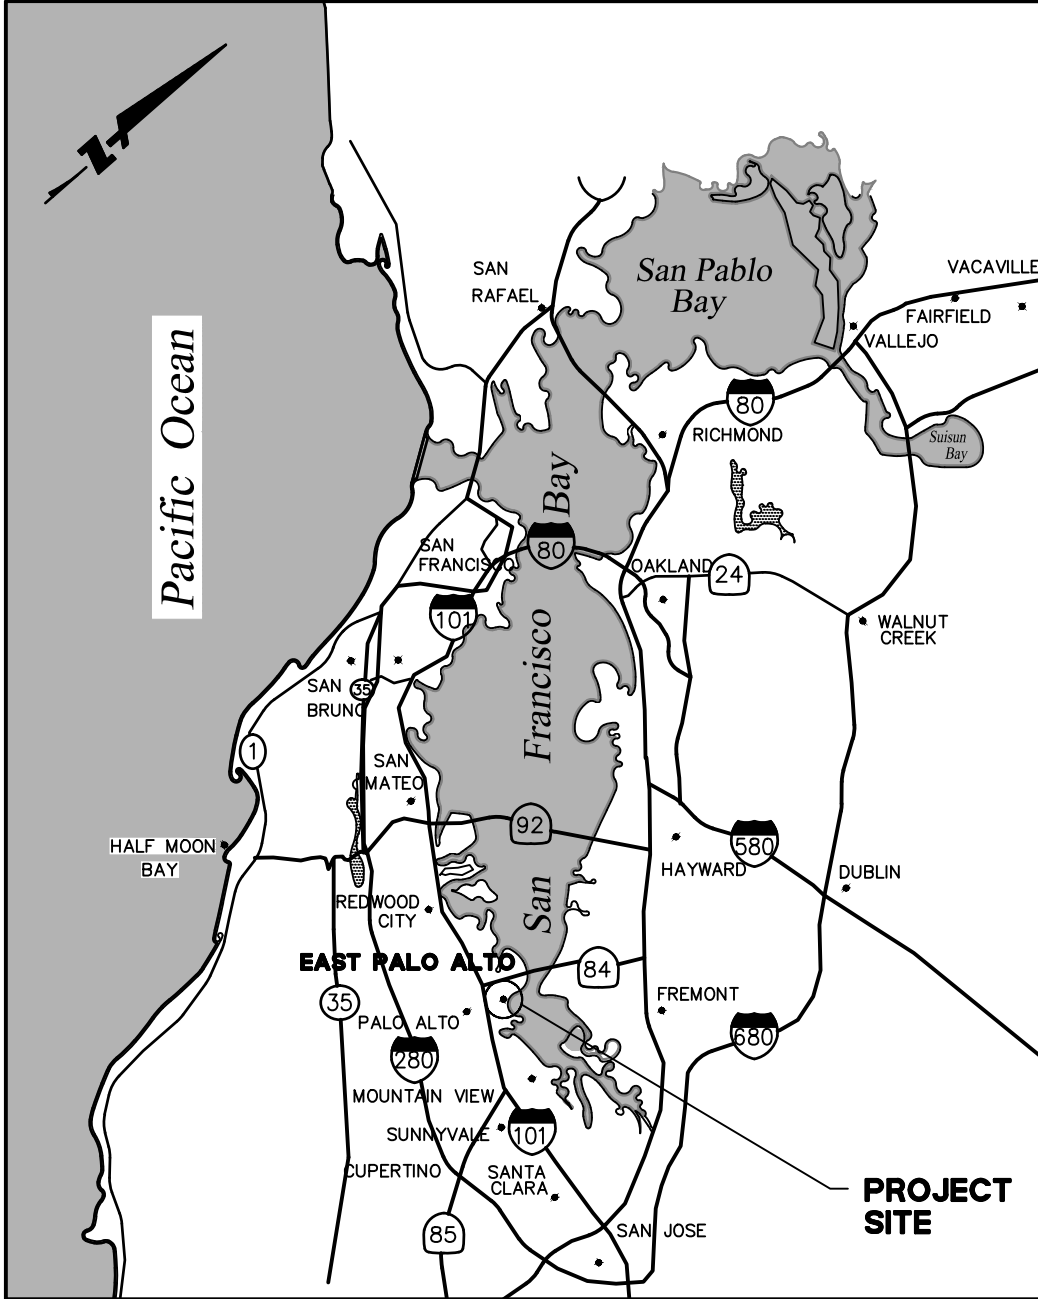 N
SAN
RAFAEL
San Pablo
Bay
VACAVILLE
FAIRFIELD
VALLEJO
80
RICHMOND
Suisun
Bay
Pacific Ocean
San Francisco Bay
SAN
FRANCISCO
80
OAKLAND
24
101
WALNUT
CREEK
SAN
BRUNO
35
1
SAN
MATEO
92
580
HALF MOON
BAY
HAYWARD
DUBLIN
REDWOOD
CITY
EAST PALO ALTO
84
35
PALO ALTO
FREMONT
280
680
MOUNTAIN VIEW
SUNNYVALE
101
CUPERTINO
SANTA
CLARA
PROJECT
SITE
85
SAN JOSE